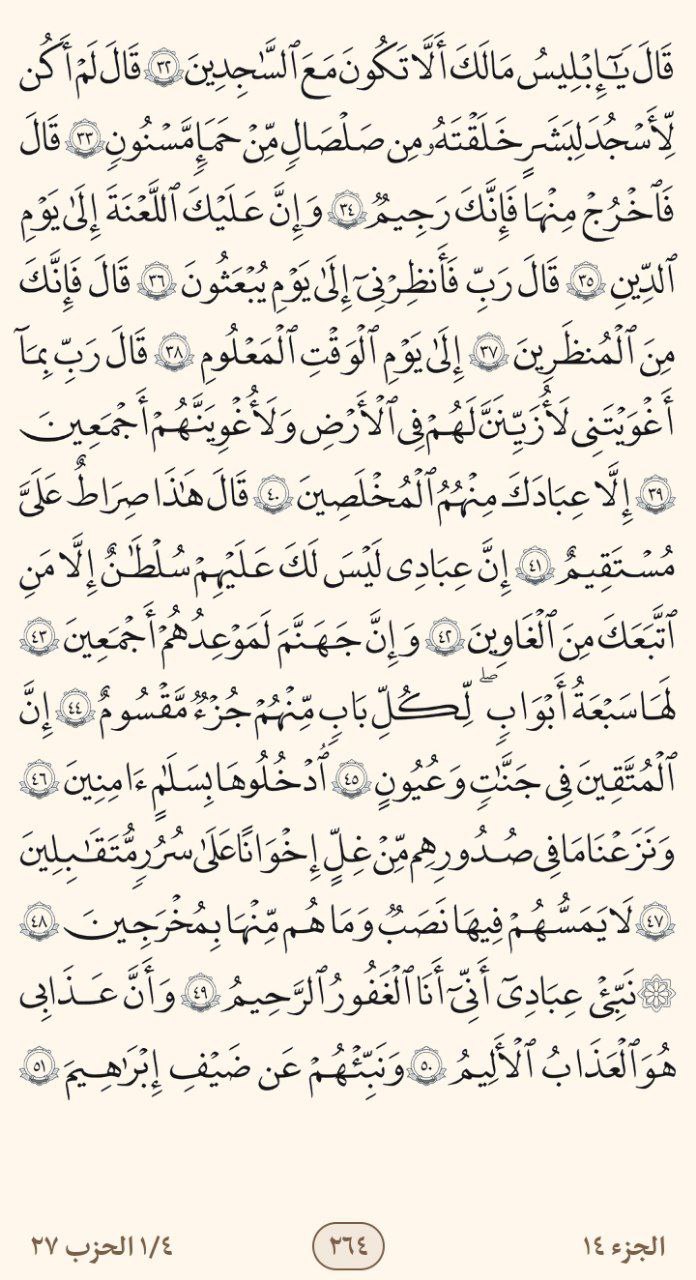 قَالَ يَٰٓإِبْلِيسُ مَا لَكَ أَلَّا تَكُونَ مَعَ ٱلسَّٰجِدِينَ ٣٢ قَالَ لَمْ أَكُن
لِّأَسْجُدَ لِبَشَرٍ خَلَقْتَهُۥ مِن صَلْصَٰلٍ مِّنْ حَمَإٍ مَّسْنُونٍ ٣٣ قَالَ
فَٱخْرُجْ مِنْهَا فَإِنَّكَ رَجِيمٌ ٣٤ وَإِنَّ عَلَيْكَ ٱللَّعْنَةَ إِلَىٰ يَوْمِ
ٱلدِّينِ ٣٥ قَالَ رَبِّ فَأَنظِرْنِىٓ إِلَىٰ يَوْمِ يُبْعَثُونَ ٣٦ قَالَ فَإِنَّكَ
مِنَ ٱلْمُنظَرِينَ ٣٧ إِلَىٰ يَوْمِ ٱلْوَقْتِ ٱلْمَعْلُومِ ٣٨ قَالَ رَبِّ بِمَآ
أَغْوَيْتَنِى لَأُزَيِّنَنَّ لَهُمْ فِى ٱلْأَرْضِ وَلَأُغْوِيَنَّهُمْ أَجْمَعِينَ
٣٩ إِلَّا عِبَادَكَ مِنْهُمُ ٱلْمُخْلَصِينَ ٤٠ قَالَ هَٰذَا صِرَٰطٌ عَلَىَّ
مُسْتَقِيمٌ ٤١ إِنَّ عِبَادِى لَيْسَ لَكَ عَلَيْهِمْ سُلْطَٰنٌ إِلَّا مَنِ
ٱتَّبَعَكَ مِنَ ٱلْغَاوِينَ ٤٢ وَإِنَّ جَهَنَّمَ لَمَوْعِدُهُمْ أَجْمَعِينَ ٤٣
لَهَا سَبْعَةُ أَبْوَٰبٍ ۖ لِّكُلِّ بَابٍ مِّنْهُمْ جُزْءٌ مَّقْسُومٌ ٤٤ إِنَّ
ٱلْمُتَّقِينَ فِى جَنَّٰتٍ وَعُيُونٍ ٤٥ ٱدْخُلُوهَا بِسَلَٰمٍ ءَامِنِينَ ٤٦
وَنَزَعْنَا مَا فِى صُدُورِهِم مِّنْ غِلٍّ إِخْوَٰنًا عَلَىٰ سُرُرٍ مُّتَقَٰبِلِينَ
٤٧ لَا يَمَسُّهُمْ فِيهَا نَصَبٌ وَمَا هُم مِّنْهَا بِمُخْرَجِينَ ٤٨
۞ نَبِّئْ عِبَادِىٓ أَنِّىٓ أَنَا ٱلْغَفُورُ ٱلرَّحِيمُ ٤٩ وَأَنَّ عَذَابِى
هُوَ ٱلْعَذَابُ ٱلْأَلِيمُ ٥٠ وَنَبِّئْهُمْ عَن ضَيْفِ إِبْرَٰهِيمَ ٥١
الجزء ١٤ ٢٦٤ ١/٤ الحزب ٢٧